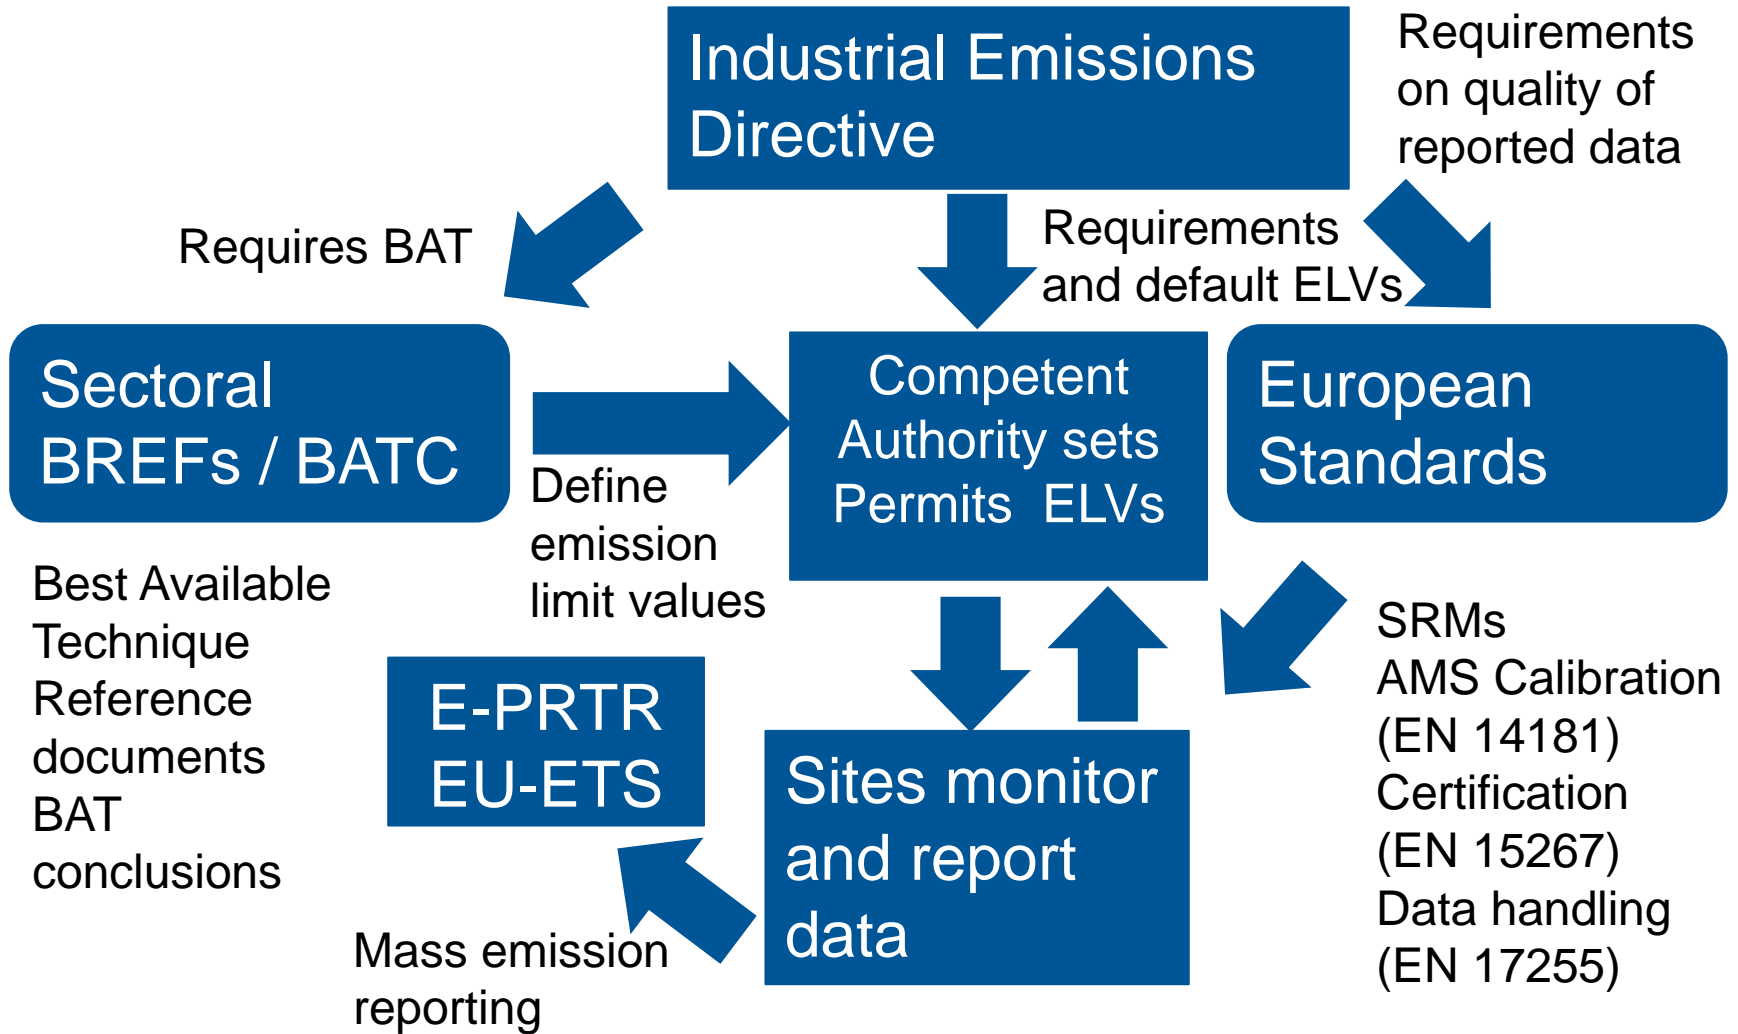 Industrial Emissions
Directive
Requirements
on quality of
reported data
Requires BAT
Requirements
and default ELVs
Sectoral
BREFs / BATC
Define
emission
limit values
Competent
Authority sets
Permits  ELVs
European
Standards
Best Available
Technique
Reference
documents
BAT
conclusions
E-PRTR
EU-ETS
Mass emission
reporting
Sites monitor
and report
data
SRMs
AMS Calibration
(EN 14181)
Certification
(EN 15267)
Data handling
(EN 17255)